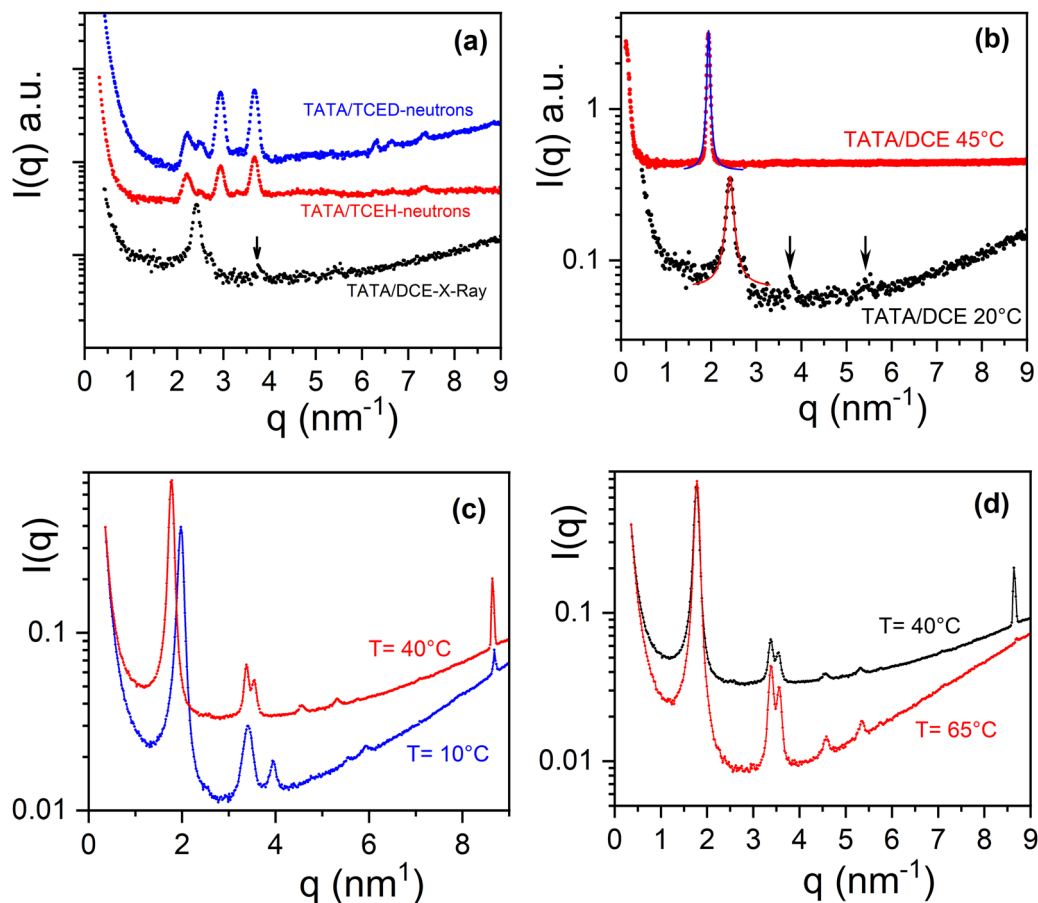 (a)
I(q) a.u.
TATA/TCED-neutrons
TATA/TCEH-neutrons
TATA/DCE-X-Ray
0 1 2 3 4 5 6 7 8 9
q (nm-1)
(b)
I(q) a.u.
1
0.1
TATA/DCE 45°C
TATA/DCE 20°C
0 1 2 3 4 5 6 7 8 9
q (nm-1)
(c)
I(q)
0.1
0.01
T= 40°C
T= 10°C
0 2 4 6 8
q (nm1)
(d)
I(q)
0.1
0.01
T= 40°C
T= 65°C
0 1 2 3 4 5 6 7 8 9
q (nm-1)